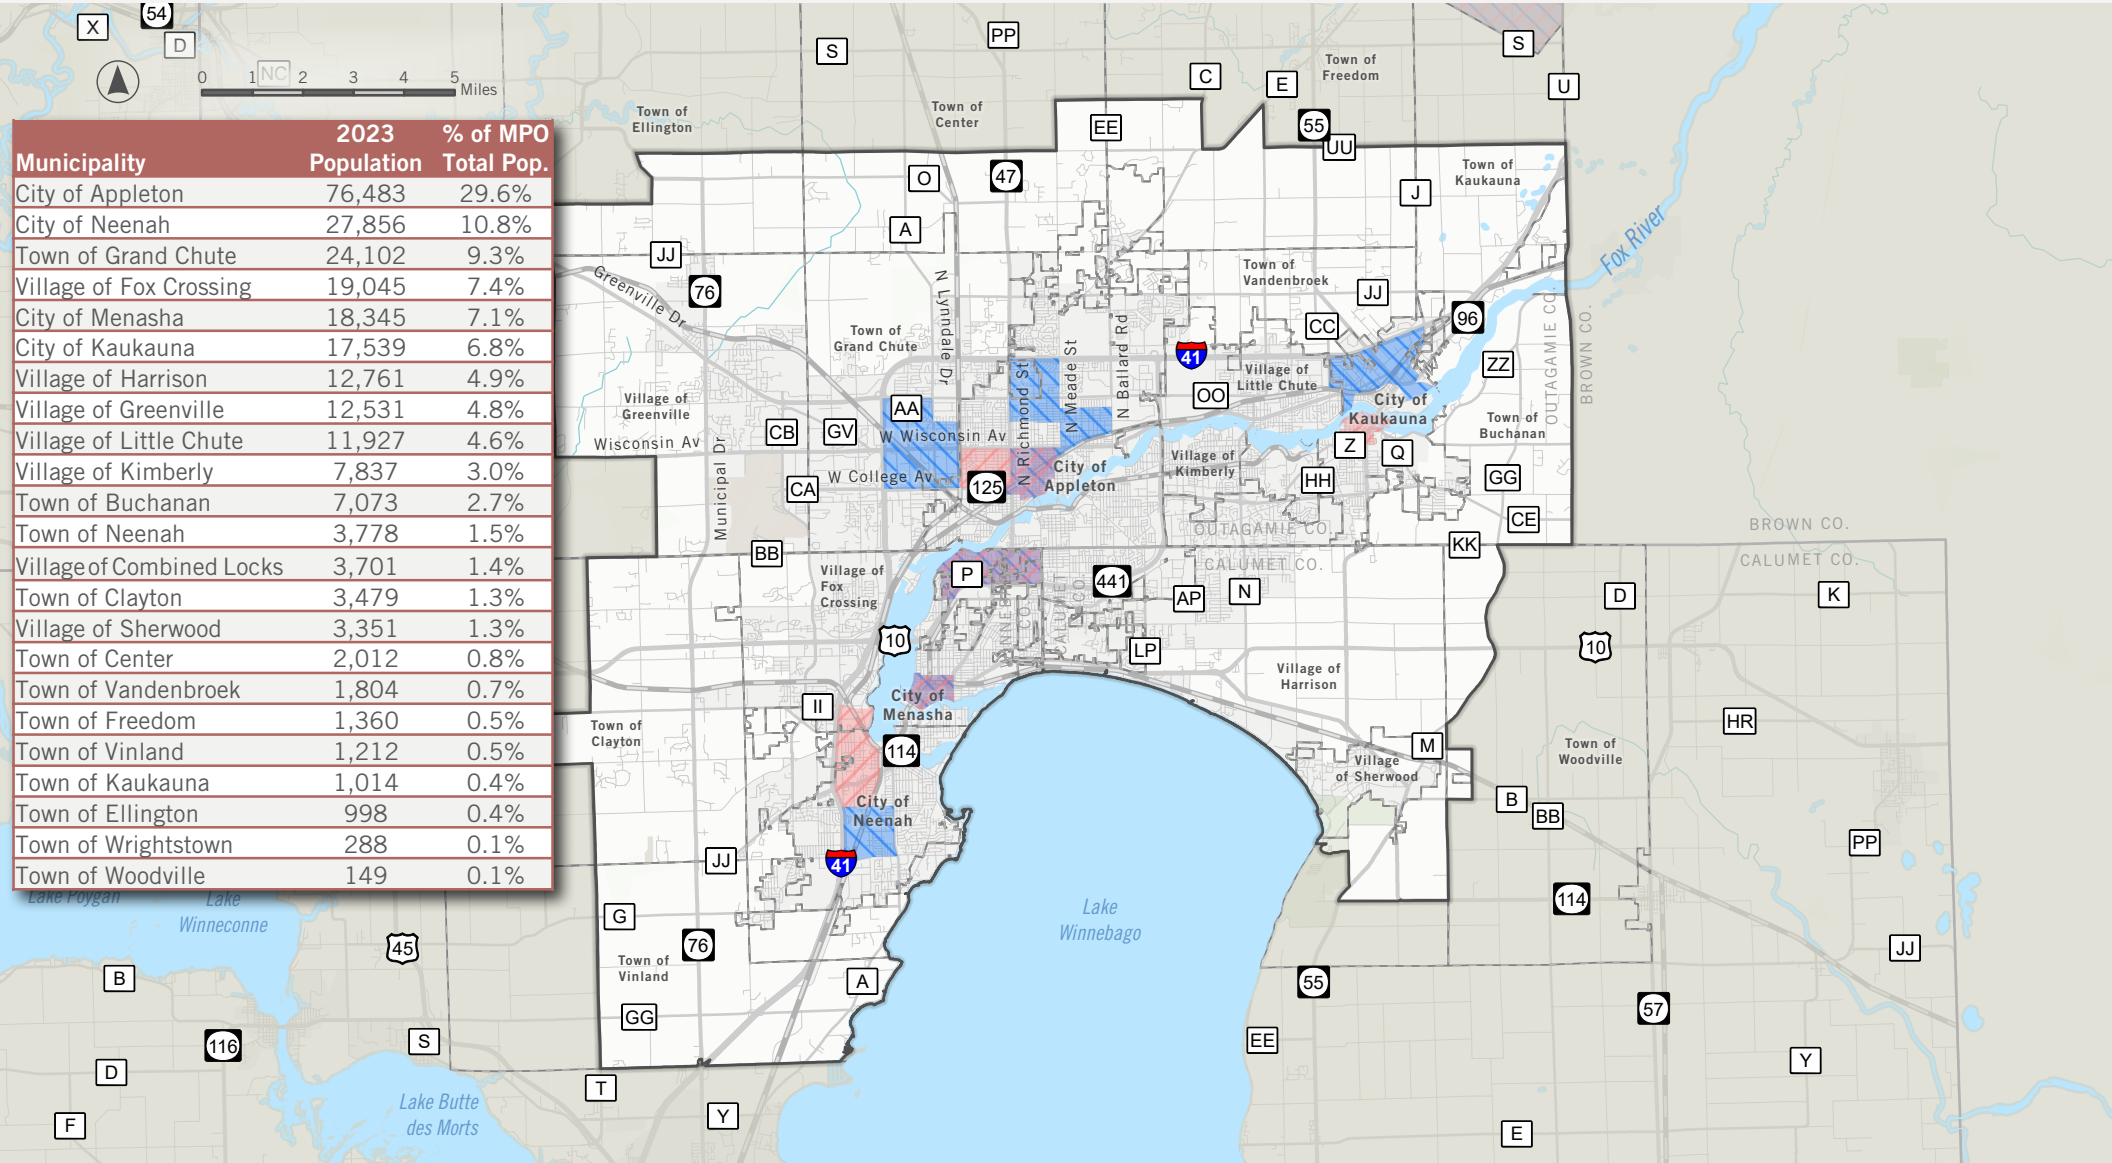 X
54
D
S
PP
C
E
Town of
Freedom
S
U
0 1 NC 2 3 4 5 Miles
Town of
Ellington
Town of
Center
EE
55
UU
Municipality 2023 Population % of MPO Total Pop.
City of Appleton 76,483 29.6%
City of Neenah 27,856 10.8%
Town of Grand Chute 24,102 9.3%
Village of Fox Crossing 19,045 7.4%
City of Menasha 18,345 7.1%
City of Kaukauna 17,539 6.8%
Village of Harrison 12,761 4.9%
Village of Greenville 12,531 4.8%
Village of Little Chute 11,927 4.6%
Village of Kimberly 7,837 3.0%
Town of Buchanan 7,073 2.7%
Town of Neenah 3,778 1.5%
Village of Combined Locks 3,701 1.4%
Town of Clayton 3,479 1.3%
Village of Sherwood 3,351 1.3%
Town of Center 2,012 0.8%
Town of Vandenbroek 1,804 0.7%
Town of Freedom 1,360 0.5%
Town of Vinland 1,212 0.5%
Town of Kaukauna 1,014 0.4%
Town of Ellington 998 0.4%
Town of Wrightstown 288 0.1%
Town of Woodville 149 0.1%
O
47
J
Town of
Kaukauna
A
JJ
Fox River
Greenville Dr
76
N Lynndale Dr
Town of
Vandenbroek
JJ
96
OUTAGAMIE CO.
BROWN CO.
Town of
Grand Chute
N Richmond St
N Meade St
N Ballard Rd
41
CC
ZZ
Village of
Little Chute
OO
Village of
Greenville
AA
City of
Kaukauna
Town of
Buchanan
Wisconsin Av
CB
GV
W Wisconsin Av
Z
Q
Municipal Dr
CA
W College Av
125
City of
Appleton
Village of
Kimberly
HH
GG
CE
OUTAGAMIE CO.
CALUMET CO.
KK
BROWN CO.
CALUMET CO.
BB
Village of
Fox
Crossing
P
CO.
CALUMET
CO.
441
AP
N
D
K
10
LP
10
Village of
Harrison
City of
Menasha
II
Town of
Clayton
114
M
Village
of Sherwood
Town of
Woodville
HR
City of
Neenah
B
BB
41
JJ
PP
Lake Poygan
Lake
Winneconne
G
Lake
Winnebago
114
45
76
JJ
B
Town of
Vinland
A
55
57
GG
116
S
EE
D
T
Y
Lake Butte
des Morts
Y
F
E